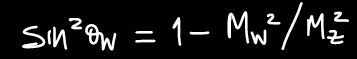 sin²θw = 1 - Mw²/Mz²